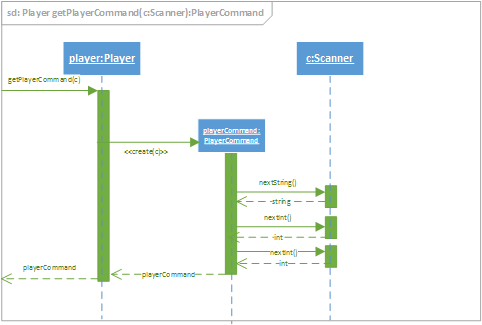 sd: Player getPlayerCommand(c:Scanner):PlayerCommand
player:Player
c:Scanner
getPlayerCommand(c)
playerCommand:
PlayerCommand
<<create(c)>>
nextString()
string
nextInt()
int
nextInt()
int
playerCommand
playerCommand